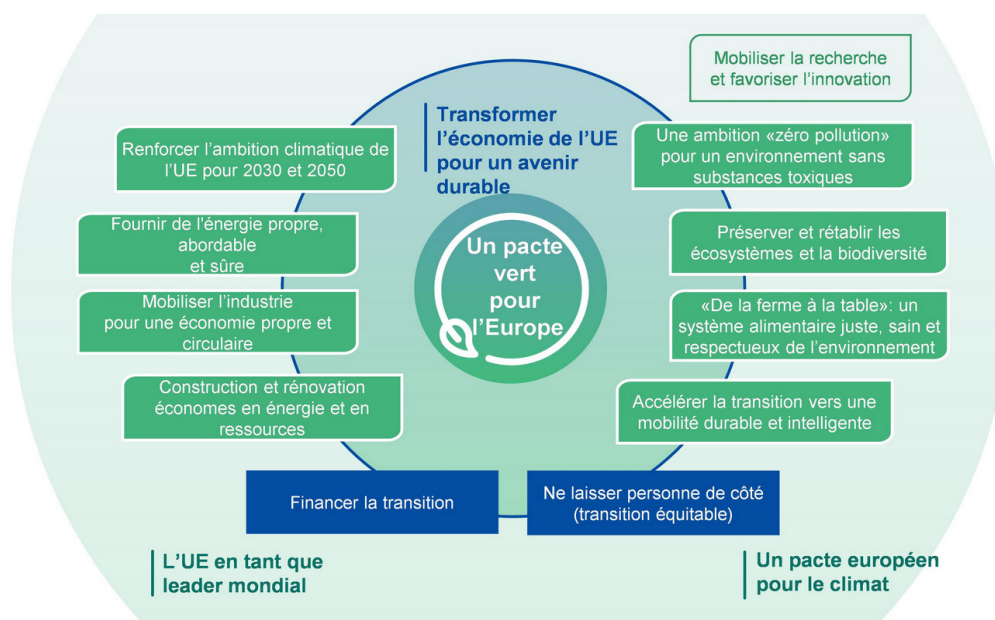 Mobiliser la recherche
et favoriser l’innovation
Transformer
l’économie de l’UE
pour un avenir
durable
Renforcer l’ambition climatique de
l’UE pour 2030 et 2050
Une ambition «zéro pollution»
pour un environnement sans
substances toxiques
Fournir de l'énergie propre,
abordable
et sûre
Préserver et rétablir les
écosystèmes et la biodiversité
Un pacte
vert
pour
l’Europe
Mobiliser l’industrie
pour une économie propre et
circulaire
«De la ferme à la table»: un
système alimentaire juste, sain et
respectueux de l’environnement
Construction et rénovation
économes en énergie et en
ressources
Accélérer la transition vers une
mobilité durable et intelligente
Financer la transition
Ne laisser personne de côté
(transition équitable)
L’UE en tant que
leader mondial
Un pacte européen
pour le climat